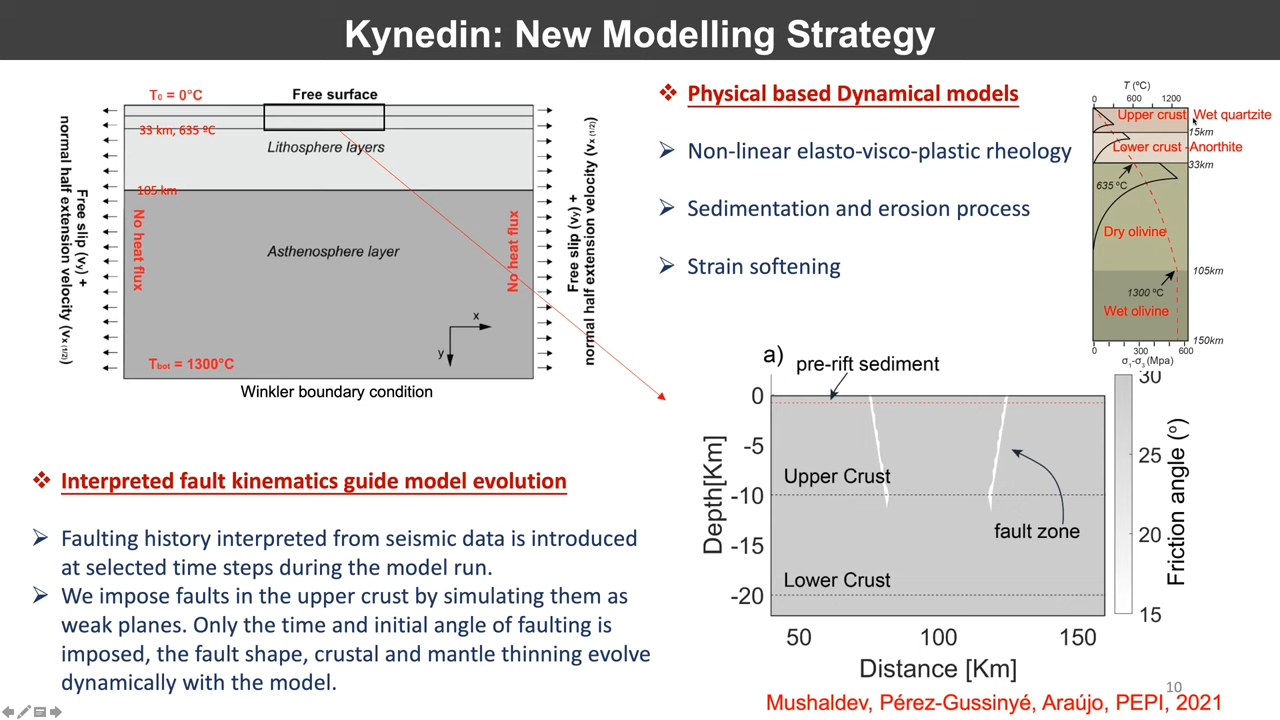 Kynedin: New Modelling Strategy
T₀ = 0°C
Free surface
33 km, 635 ºC
Lithosphere layers
105 km
No heat flux
No heat flux
Asthenosphere layer
x
y
T_bot = 1300°C
Winkler boundary condition
Free slip (v_y) +
normal half extension velocity (v_x (1/2))
Free slip (v_y) +
normal half extension velocity (v_x (1/2))
❖ Interpreted fault kinematics guide model evolution
➢ Faulting history interpreted from seismic data is introduced
at selected time steps during the model run.
➢ We impose faults in the upper crust by simulating them as
weak planes. Only the time and initial angle of faulting is
imposed, the fault shape, crustal and mantle thinning evolve
dynamically with the model.
❖ Physical based Dynamical models
➢ Non-linear elasto-visco-plastic rheology
➢ Sedimentation and erosion process
➢ Strain softening
T (ºC)
0 600 1200
Upper crust Wet quartzite
15km
Lower crust - Anorthite
33km
635 ºC
Dry olivine
105km
1300 ºC
Wet olivine
150km
0 300 600
σ₁-σ₃ (Mpa)
a)
pre-rift sediment
0
-5
-10
-15
-20
Depth[Km]
Upper Crust
fault zone
Lower Crust
50 100 150
Distance [Km]
30
25
20
15
Friction angle (º)
10
Mushaldev, Pérez-Gussinyé, Araújo, PEPI, 2021